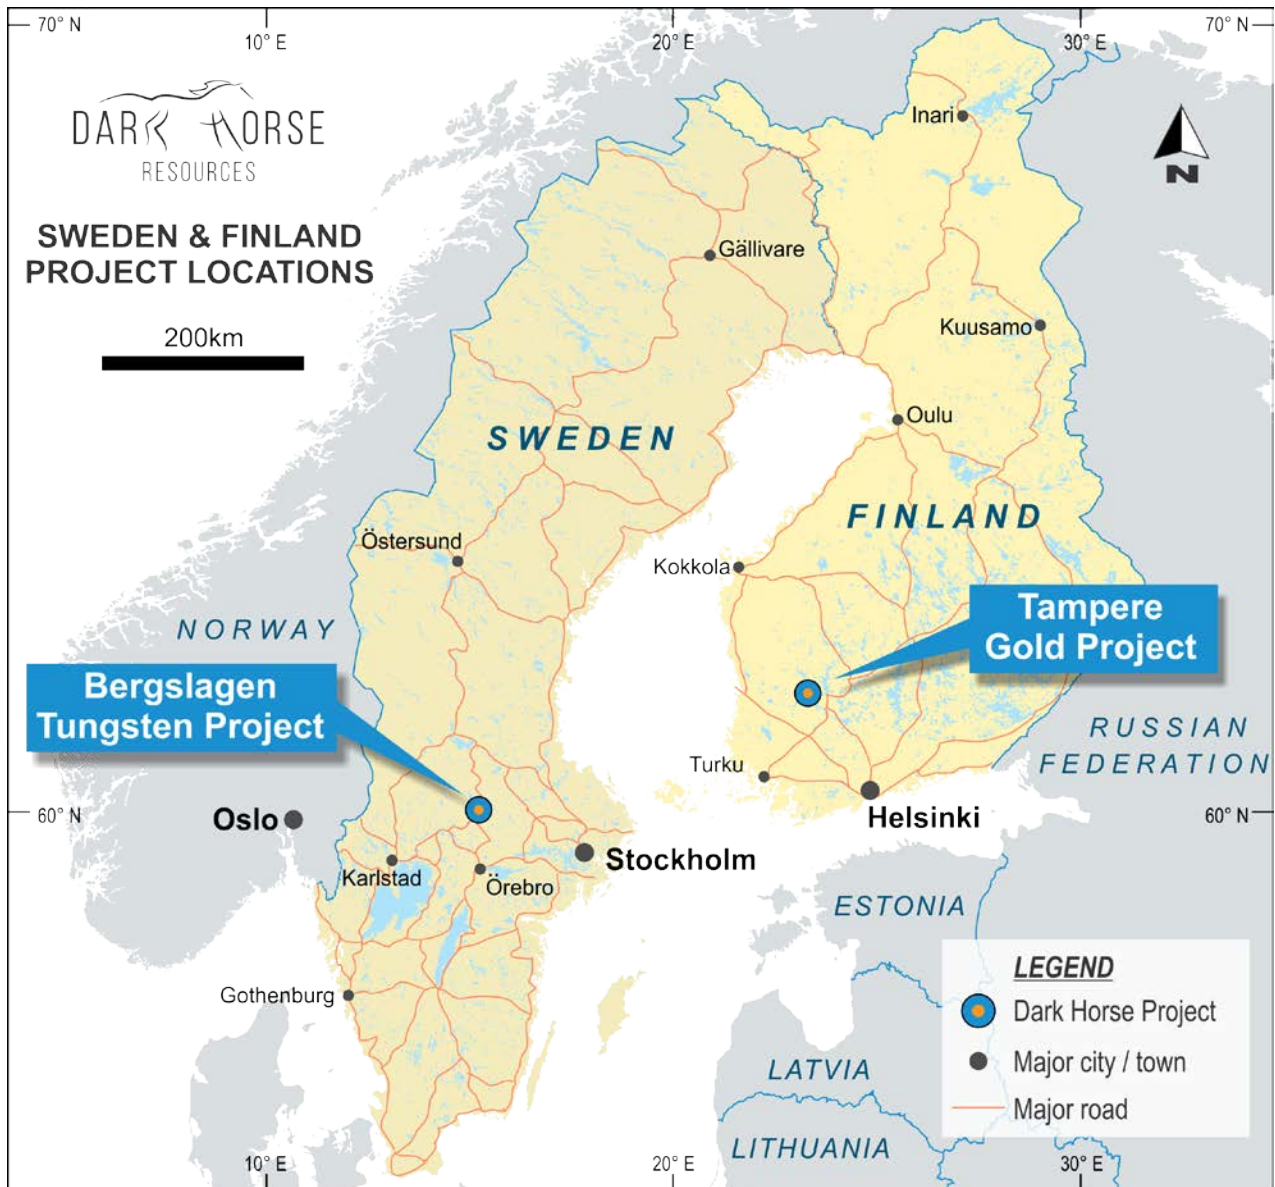 70° N
10° E
20° E
30° E
70° N
DARK HORSE
RESOURCES
SWEDEN & FINLAND
PROJECT LOCATIONS
200km
N
Inari
Gällivare
Kuusamo
Oulu
SWEDEN
FINLAND
Östersund
Kokkola
NORWAY
Tampere
Gold Project
Bergslagen
Tungsten Project
RUSSIAN
FEDERATION
Turku
Helsinki
60° N
60° N
Oslo
Stockholm
Karlstad
Örebro
ESTONIA
Gothenburg
LEGEND
Dark Horse Project
Major city / town
Major road
LATVIA
LITHUANIA
10° E
20° E
30° E